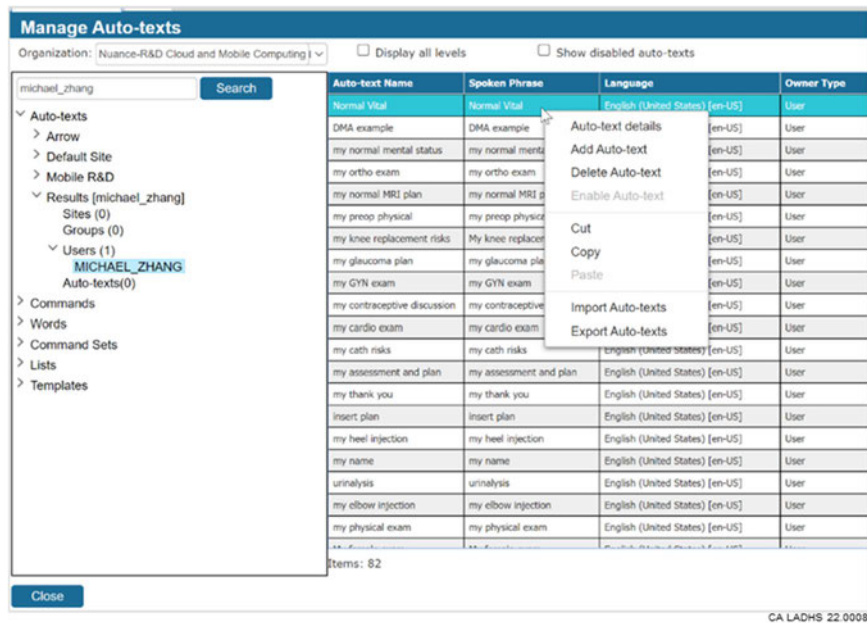 Manage Auto-texts
Organization: Nuance-R&D Cloud and Mobile Computing
Display all levels
Show disabled auto-texts
michael_zhang
Search
Auto-texts
Arrow
Default Site
Mobile R&D
Results [michael_zhang]
Sites (0)
Groups (0)
Users (1)
MICHAEL_ZHANG
Auto-texts(0)
Commands
Words
Command Sets
Lists
Templates
Auto-text Name Spoken Phrase Language Owner Type
Normal Vital Normal Vital English (United States) [en-US] User
DMA example DMA example [en-US] User
my normal mental status my normal menta [en-US] User
my ortho exam my ortho exam [en-US] User
my normal MRI plan my normal MRI p [en-US] User
my preop physical my preop physica [en-US] User
my knee replacement risks My knee replacer [en-US] User
my glaucoma plan my glaucoma pla [en-US] User
my GYN exam my GYN exam [en-US] User
my contraceptive discussion my contraceptive [en-US] User
my cardio exam my cardio exam [en-US] User
my cath risks my cath risks English (United States) [en-US] User
my assessment and plan my assessment and plan English (United States) [en-US] User
my thank you my thank you English (United States) [en-US] User
insert plan insert plan English (United States) [en-US] User
my heel injection my heel injection English (United States) [en-US] User
my name my name English (United States) [en-US] User
urinalysis urinalysis English (United States) [en-US] User
my elbow injection my elbow injection English (United States) [en-US] User
my physical exam my physical exam English (United States) [en-US] User
Auto-text details
Add Auto-text
Delete Auto-text
Enable Auto-text
Cut
Copy
Paste
Import Auto-texts
Export Auto-texts
Items: 82
Close
CA LADHS 22.000